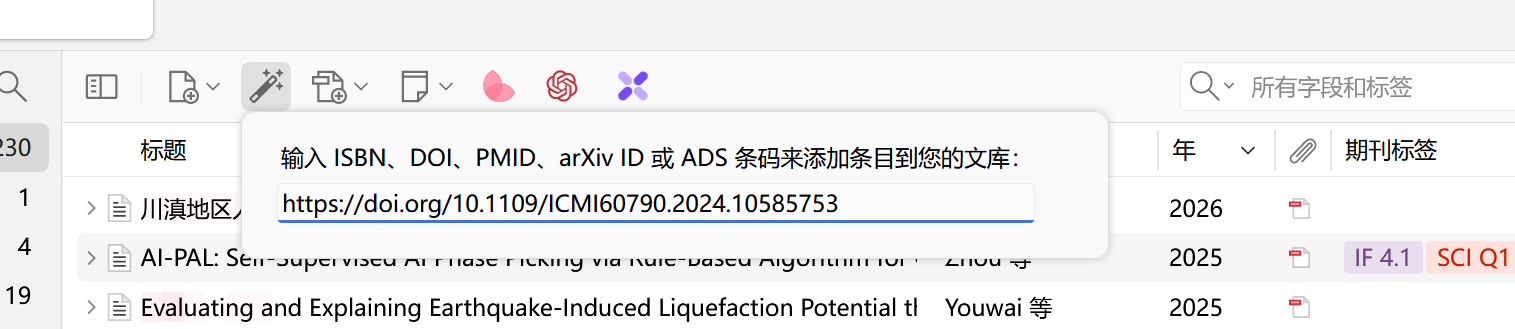 所有字段和标签
230
标题
输入 ISBN、DOI、PMID、arXiv ID 或 ADS 条码来添加条目到您的文库：
年
期刊标签
https://doi.org/10.1109/ICMI60790.2024.10585753
1
川滇地区
2026
4
AI-PAL: Self-Supervised AI Phase Picking via Rule-Based Algorithm for
Zhou 等
2025
IF 4.1
SCI Q1
19
Evaluating and Explaining Earthquake-Induced Liquefaction Potential
Youwai 等
2025